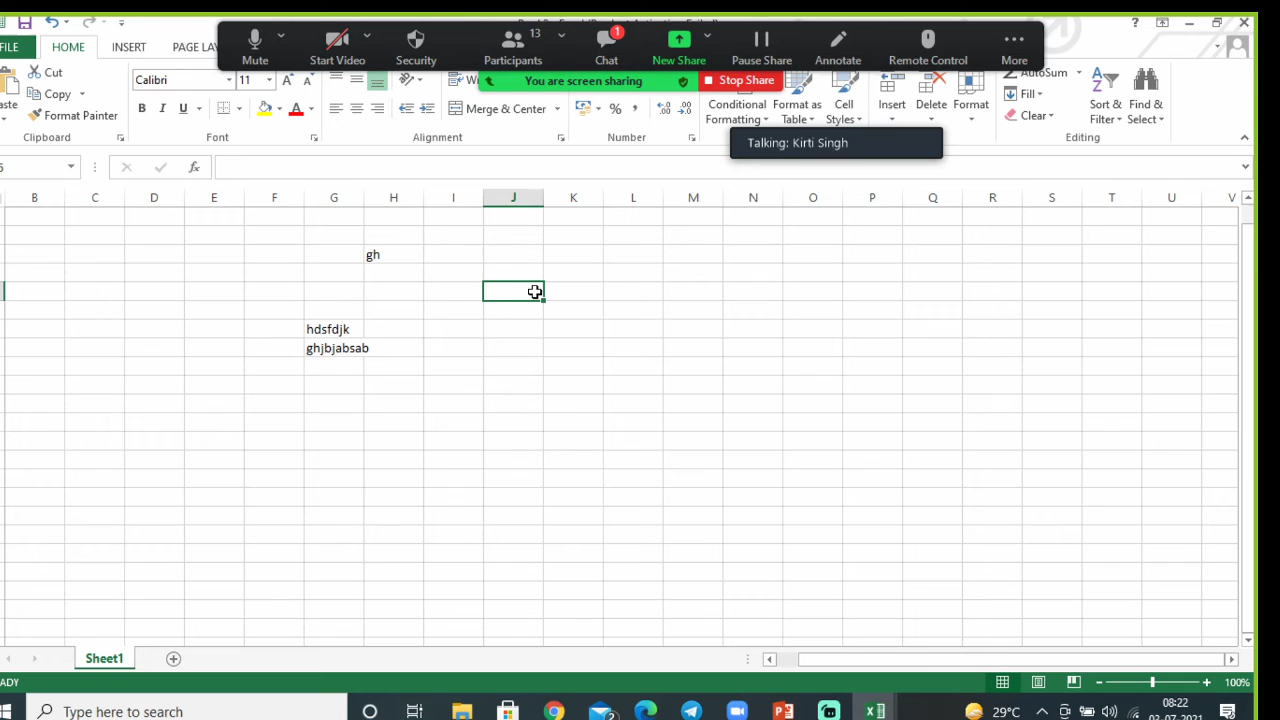 FILE HOME INSERT PAGE LAY
Mute Start Video Security Participants 13 Chat 1 New Share Pause Share Annotate Remote Control More
You are screen sharing Stop Share
Talking: Kirti Singh
Cut
Copy
Format Painter
Calibri 11
B I U
Merge & Center
%
Conditional Formatting
Format as Table
Cell Styles
Insert Delete Format
AutoSum
Fill
Clear
Sort & Filter
Find & Select
Clipboard Font Alignment Number Editing
fx
B C D E F G H I J K L M N O P Q R S T U V
gh
hdsfdjk
ghjbjabsab
Sheet1
ADY
100%
Type here to search
2
29°C
08:22